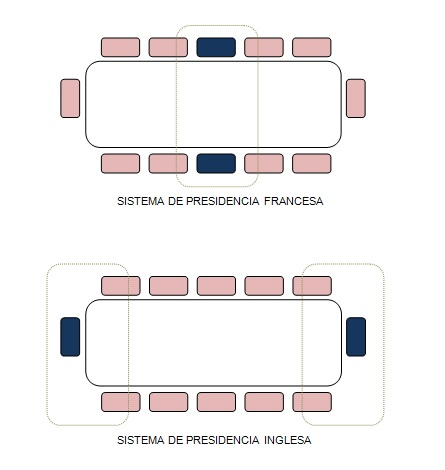 SISTEMA DE PRESIDENCIA FRANCESA
SISTEMA DE PRESIDENCIA INGLESA